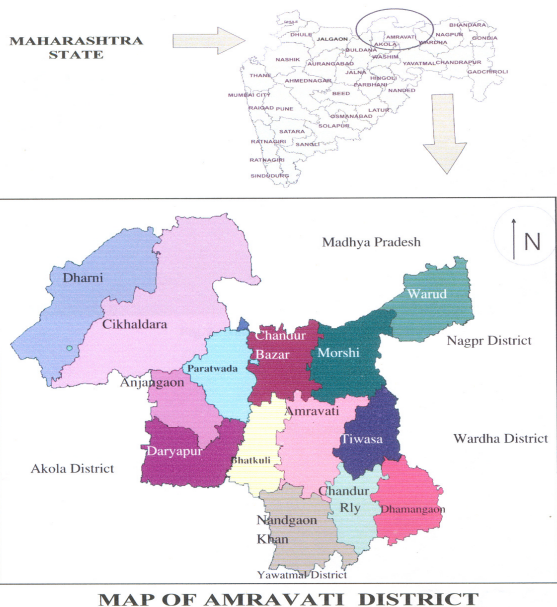 MAHARASHTRA
STATE
DHULE
JALGAON
BULDANA
AKOLA
AMRAVATI
WARDHA
NAGPUR
BHANDARA
GONDIA
NASHIK
AURANGABAD
JALNA
WASHIM
HINGOLI
YAVATMAL
CHANDRAPUR
GADCHIROLI
THANE
AHMEDNAGAR
PARBHANI
NANDED
MUMBAI CITY
BEED
RAIGAD
PUNE
LATUR
OSMANABAD
SOLAPUR
SATARA
RATNAGIRI
SANGLI
RATNAGIRI
SINDUDURG
N
Madhya Pradesh
Dharni
Warud
Cikhaldara
Chandur
Bazar
Morshi
Nagpr District
Paratwada
Anjangaon
Amravati
Tiwasa
Wardha District
Daryapur
Bhatkuli
Akola District
Chandur
Rly
Dhamangaon
Nandgaon
Khan
Yawatmal District
MAP OF AMRAVATI DISTRICT